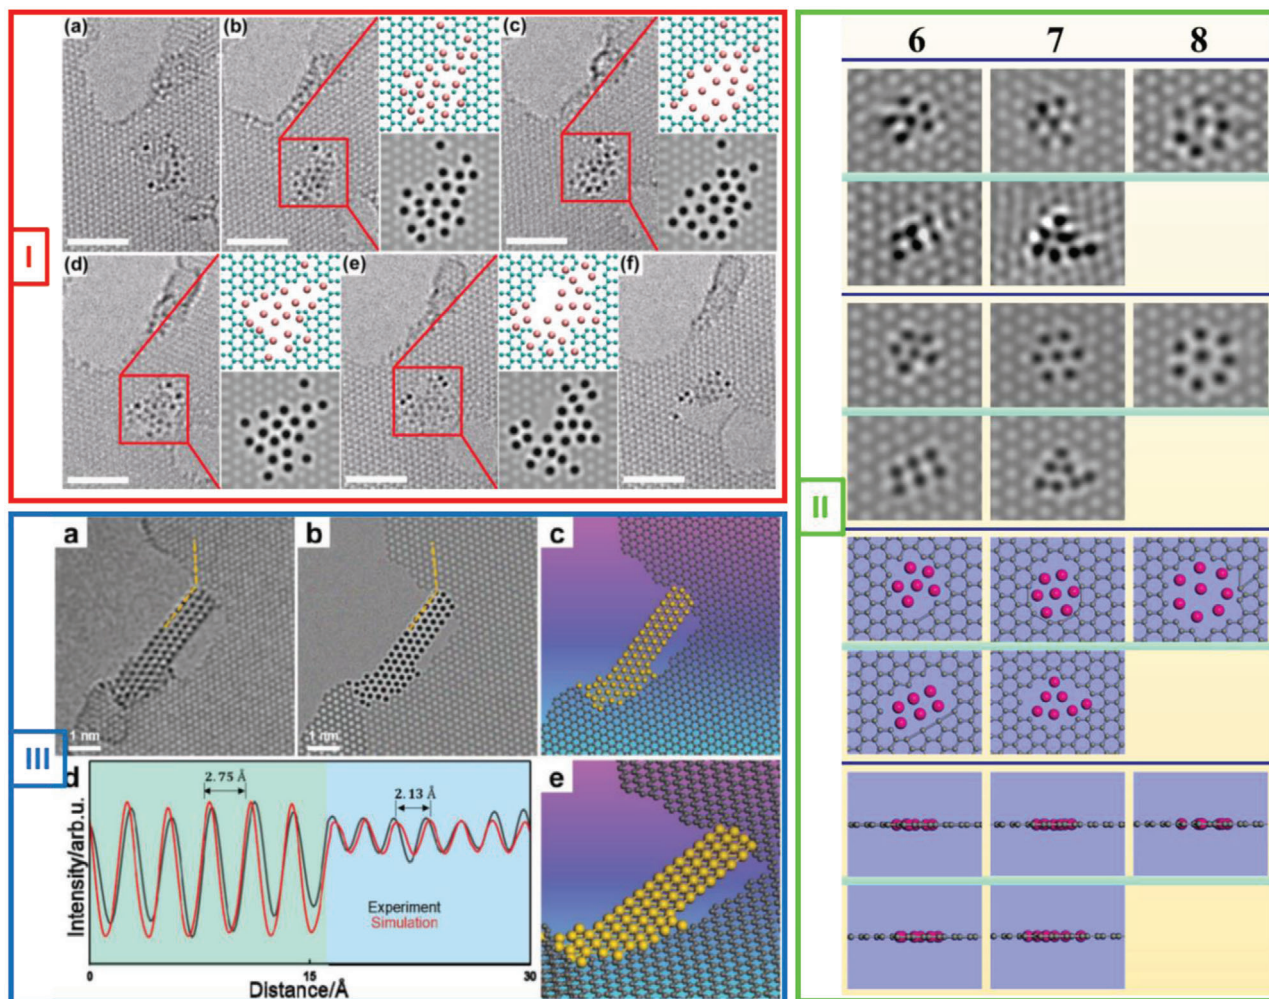 (a)
(b)
(c)
(d)
(e)
(f)
I
6 7 8
II
a
b
c
1 nm
1 nm
III
d
2.75 Å
2.13 Å
Intensity/arb.u.
Experiment
Simulation
0 15 30
Distance/Å
e